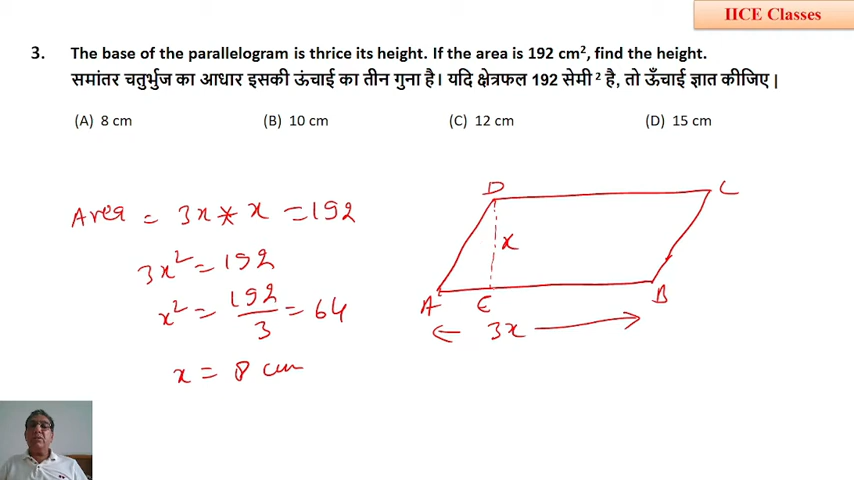 IICE Classes
3. The base of the parallelogram is thrice its height. If the area is 192 cm², find the height.
समांतर चतुर्भुज का आधार इसकी ऊंचाई का तीन गुना है। यदि क्षेत्रफल 192 सेमी ² है, तो ऊँचाई ज्ञात कीजिए |
(A) 8 cm (B) 10 cm (C) 12 cm (D) 15 cm
D C
Area = 3x * x = 192
x
3x² = 192
x² = 192/3 = 64
A E B
3x
x = 8 cm